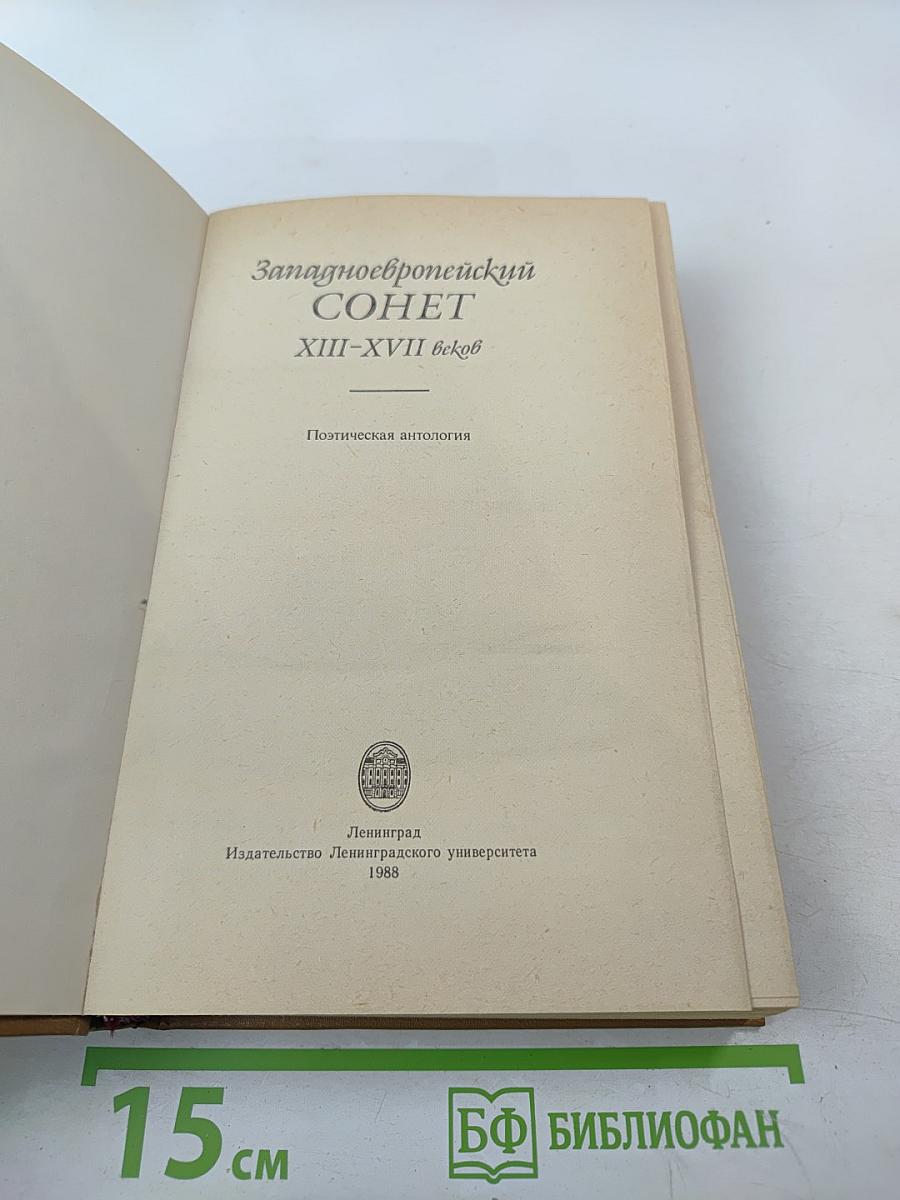 Западноевропейский
СОНЕТ
XIII–XVII веков
Поэтическая антология
Ленинград
Издательство Ленинградского университета
1988
15 см
БФ БИБЛИОФАН